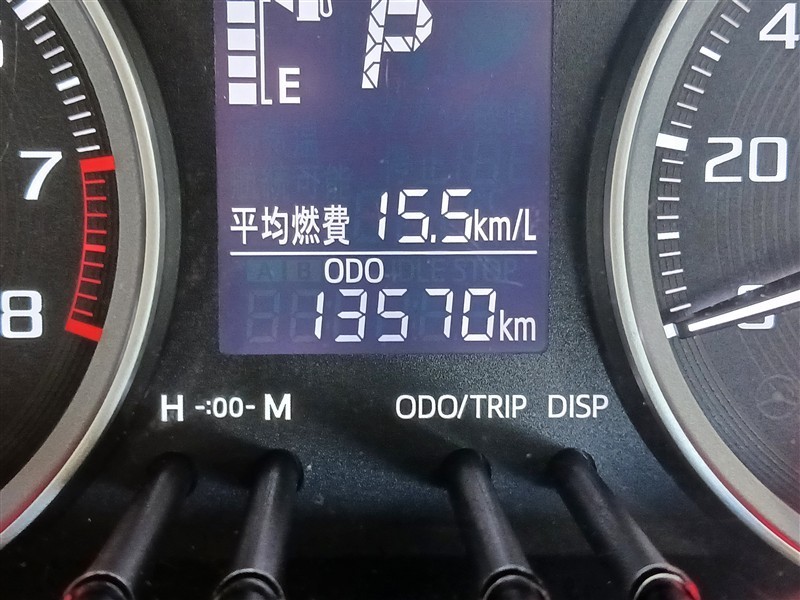 P
E
平均燃費 15.5km/L
ODO
13570km
H -:00- M ODO/TRIP DISP
7
8
20